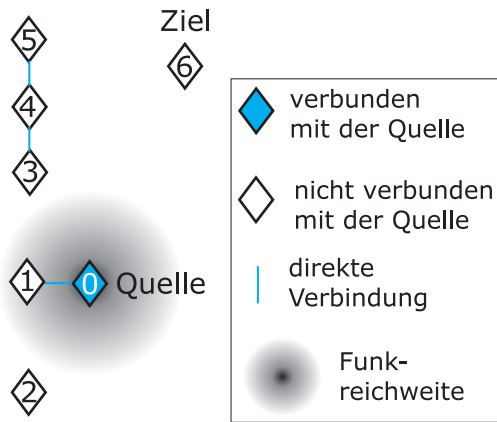 5
Ziel
6
4
3
1
0 Quelle
2
verbunden
mit der Quelle
nicht verbunden
mit der Quelle
direkte
Verbindung
Funk-
reichweite